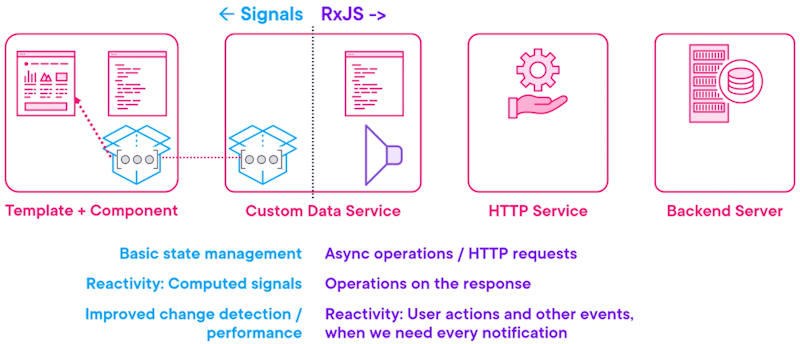 ← Signals RxJS ->
Template + Component Custom Data Service HTTP Service Backend Server
Basic state management Async operations / HTTP requests
Reactivity: Computed signals Operations on the response
Improved change detection / Reactivity: User actions and other events,
performance when we need every notification